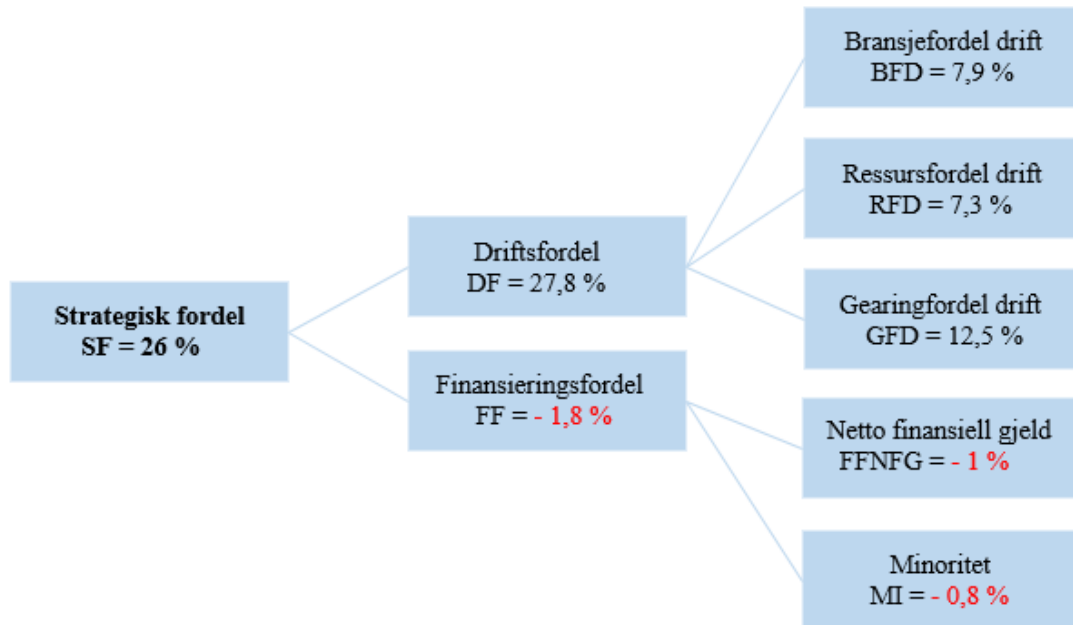 Strategisk fordel
SF = 26 %
Driftsfordel
DF = 27,8 %
Finansieringsfordel
FF = - 1,8 %
Bransjefordel drift
BFD = 7,9 %
Ressursfordel drift
RFD = 7,3 %
Gearingfordel drift
GFD = 12,5 %
Netto finansiell gjeld
FFNFG = - 1 %
Minoritet
MI = - 0,8 %